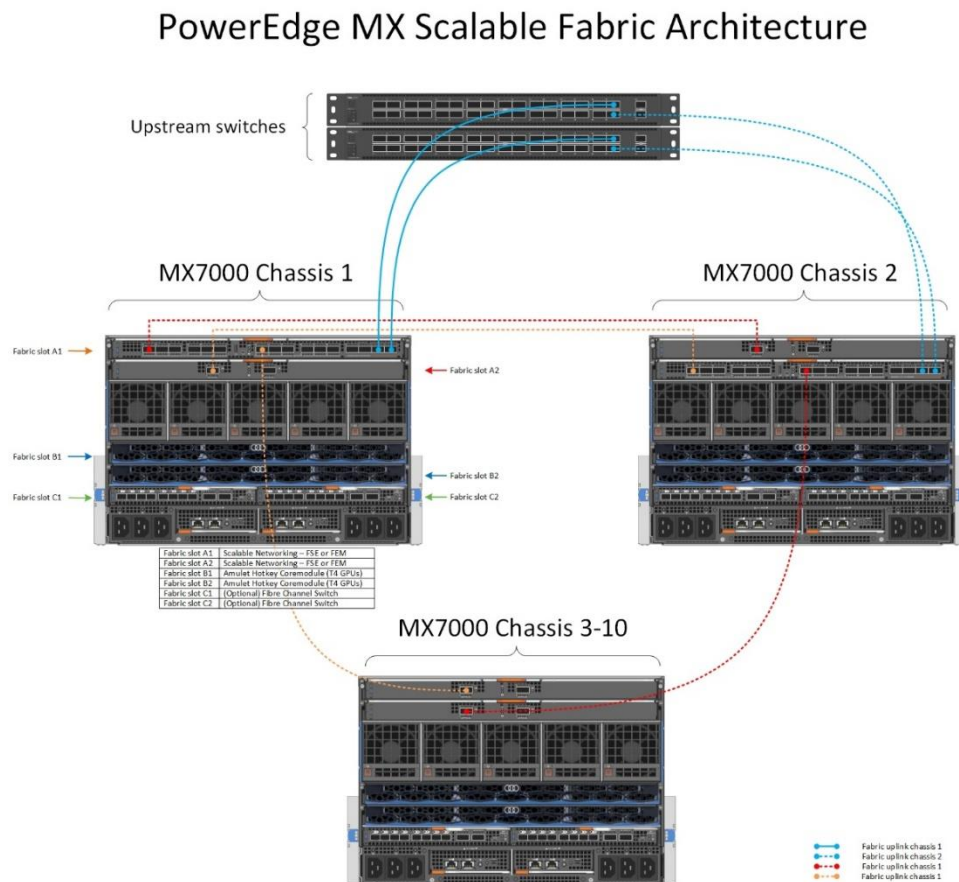 PowerEdge MX Scalable Fabric Architecture
Upstream switches
MX7000 Chassis 1
MX7000 Chassis 2
Fabric slot A1
Fabric slot A2
Fabric slot B1
Fabric slot B2
Fabric slot C1
Fabric slot C2
Fabric slot A1 Scalable Networking – FSE or FEM
Fabric slot A2 Scalable Networking – FSE or FEM
Fabric slot B1 Amulet Hotkey Coremodule (T4 GPUs)
Fabric slot B2 Amulet Hotkey Coremodule (T4 GPUs)
Fabric slot C1 (Optional) Fibre Channel Switch
Fabric slot C2 (Optional) Fibre Channel Switch
MX7000 Chassis 3-10
Fabric uplink chassis 1
Fabric uplink chassis 2
Fabric uplink chassis 1
Fabric uplink chassis 1